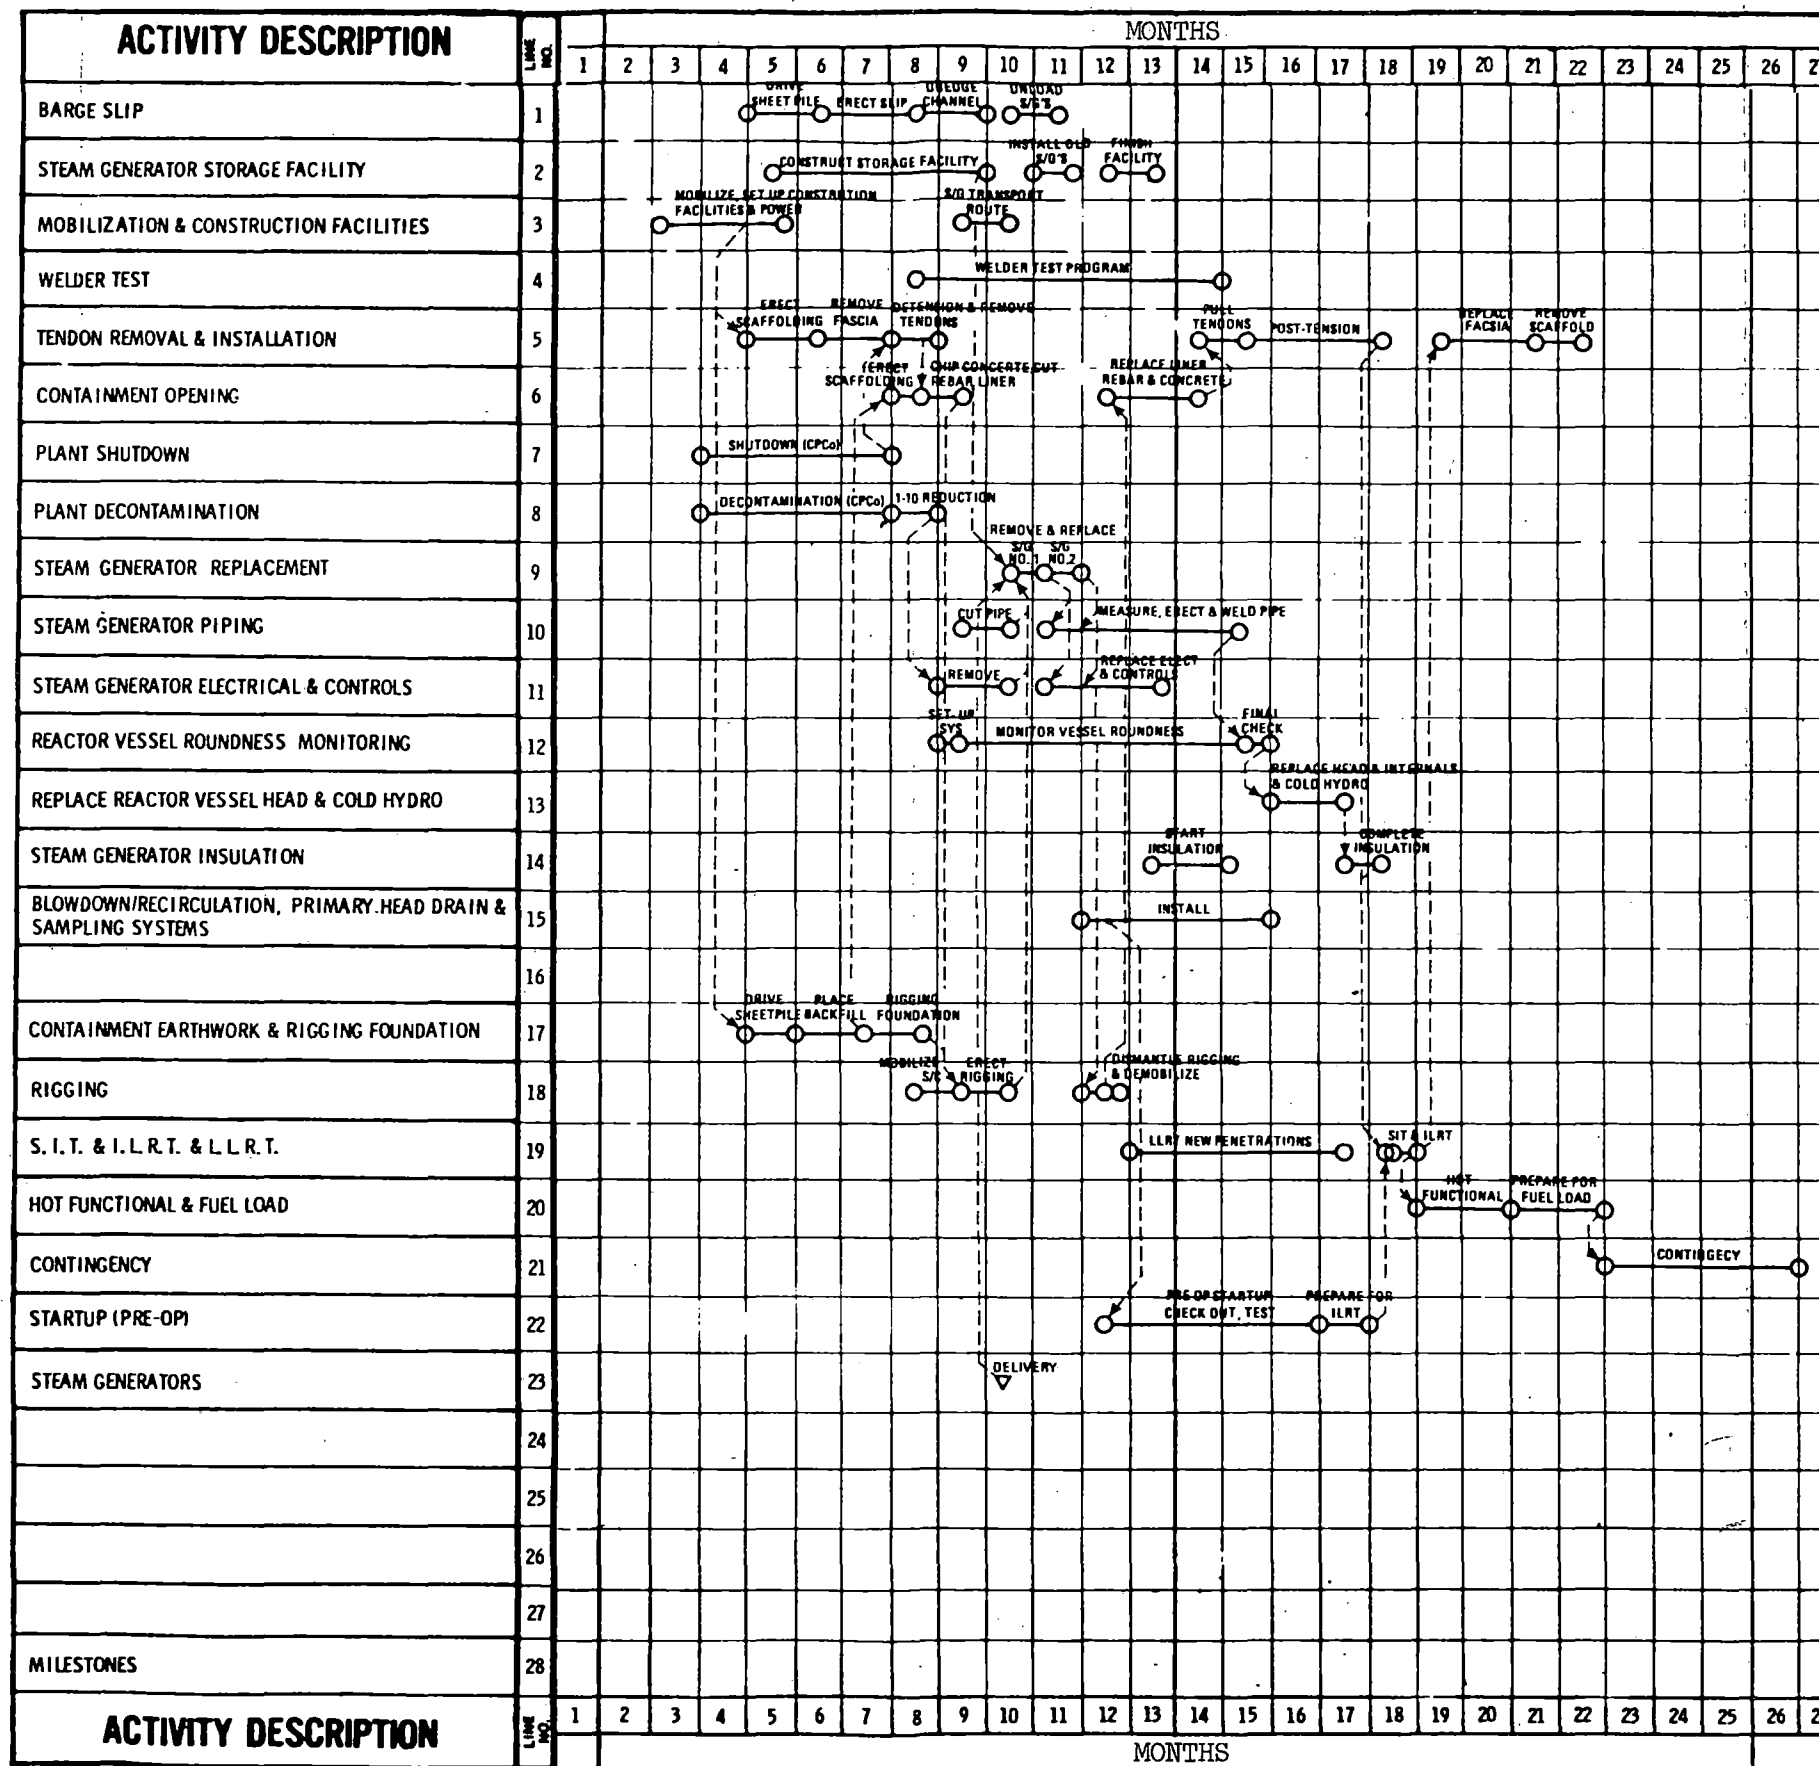 ACTIVITY DESCRIPTION
LINE NO.
MONTHS
1 2 3 4 5 6 7 8 9 10 11 12 13 14 15 16 17 18 19 20 21 22 23 24 25 26
BARGE SLIP
1
DRIVE SHEET PILE
ERECT SLIP
DREDGE CHANNEL
UNLOAD S/G'S
STEAM GENERATOR STORAGE FACILITY
2
CONSTRUCT STORAGE FACILITY
INSTALL OLD S/G'S
FINISH FACILITY
MOBILIZATION & CONSTRUCTION FACILITIES
3
MOBILIZE, SET UP CONSTRUTION
FACILITIES & POWER
S/G TRANSPORT
ROUTE
WELDER TEST
4
WELDER TEST PROGRAM
TENDON REMOVAL & INSTALLATION
5
ERECT SCAFFOLDING
REMOVE FASCIA
DETENSION & REMOVE
TENDONS
PULL TENDONS
POST-TENSION
REPLACE FACSIA
REMOVE SCAFFOLD
CONTAINMENT OPENING
6
ERECT SCAFFOLDING
CHIP CONCERTE CUT
REBAR LINER
REPLACE LINER
REBAR & CONCRETE
PLANT SHUTDOWN
7
SHUTDOWN (CPCo)
PLANT DECONTAMINATION
8
DECONTAMINATION (CPCo)
1-10 REDUCTION
STEAM GENERATOR REPLACEMENT
9
REMOVE & REPLACE
S/G NO. 1
S/G NO. 2
STEAM GENERATOR PIPING
10
CUT PIPE
MEASURE, ERECT & WELD PIPE
STEAM GENERATOR ELECTRICAL & CONTROLS
11
REMOVE
REPLACE ELECT
& CONTROLS
REACTOR VESSEL ROUNDNESS MONITORING
12
SET-UP SYS
MONITOR VESSEL ROUNDNESS
FINAL CHECK
REPLACE REACTOR VESSEL HEAD & COLD HYDRO
13
REPLACE HEAD & INTERNALS
& COLD HYDRO
STEAM GENERATOR INSULATION
14
START INSULATION
COMPLETE INSULATION
BLOWDOWN/RECIRCULATION, PRIMARY HEAD DRAIN &
SAMPLING SYSTEMS
15
INSTALL
16
CONTAINMENT EARTHWORK & RIGGING FOUNDATION
17
DRIVE SHEETPILE
PLACE BACKFILL
RIGGING FOUNDATION
RIGGING
18
MOBILIZE S/C
ERECT RIGGING
DISMANTLE RIGGING
& DEMOBILIZE
S. I. T. & I. L. R. T. & L. L. R. T.
19
LLRT NEW PENETRATIONS
SIT & ILRT
HOT FUNCTIONAL & FUEL LOAD
20
HOT FUNCTIONAL
PREPARE FOR
FUEL LOAD
CONTINGENCY
21
CONTINGECY
STARTUP (PRE-OP)
22
PRE OP STARTUP
CHECK OUT, TEST
PREPARE FOR
ILRT
STEAM GENERATORS
23
DELIVERY
24
25
26
27
MILESTONES
28
ACTIVITY DESCRIPTION
LINE NO.
1 2 3 4 5 6 7 8 9 10 11 12 13 14 15 16 17 18 19 20 21 22 23 24 25 26
MONTHS